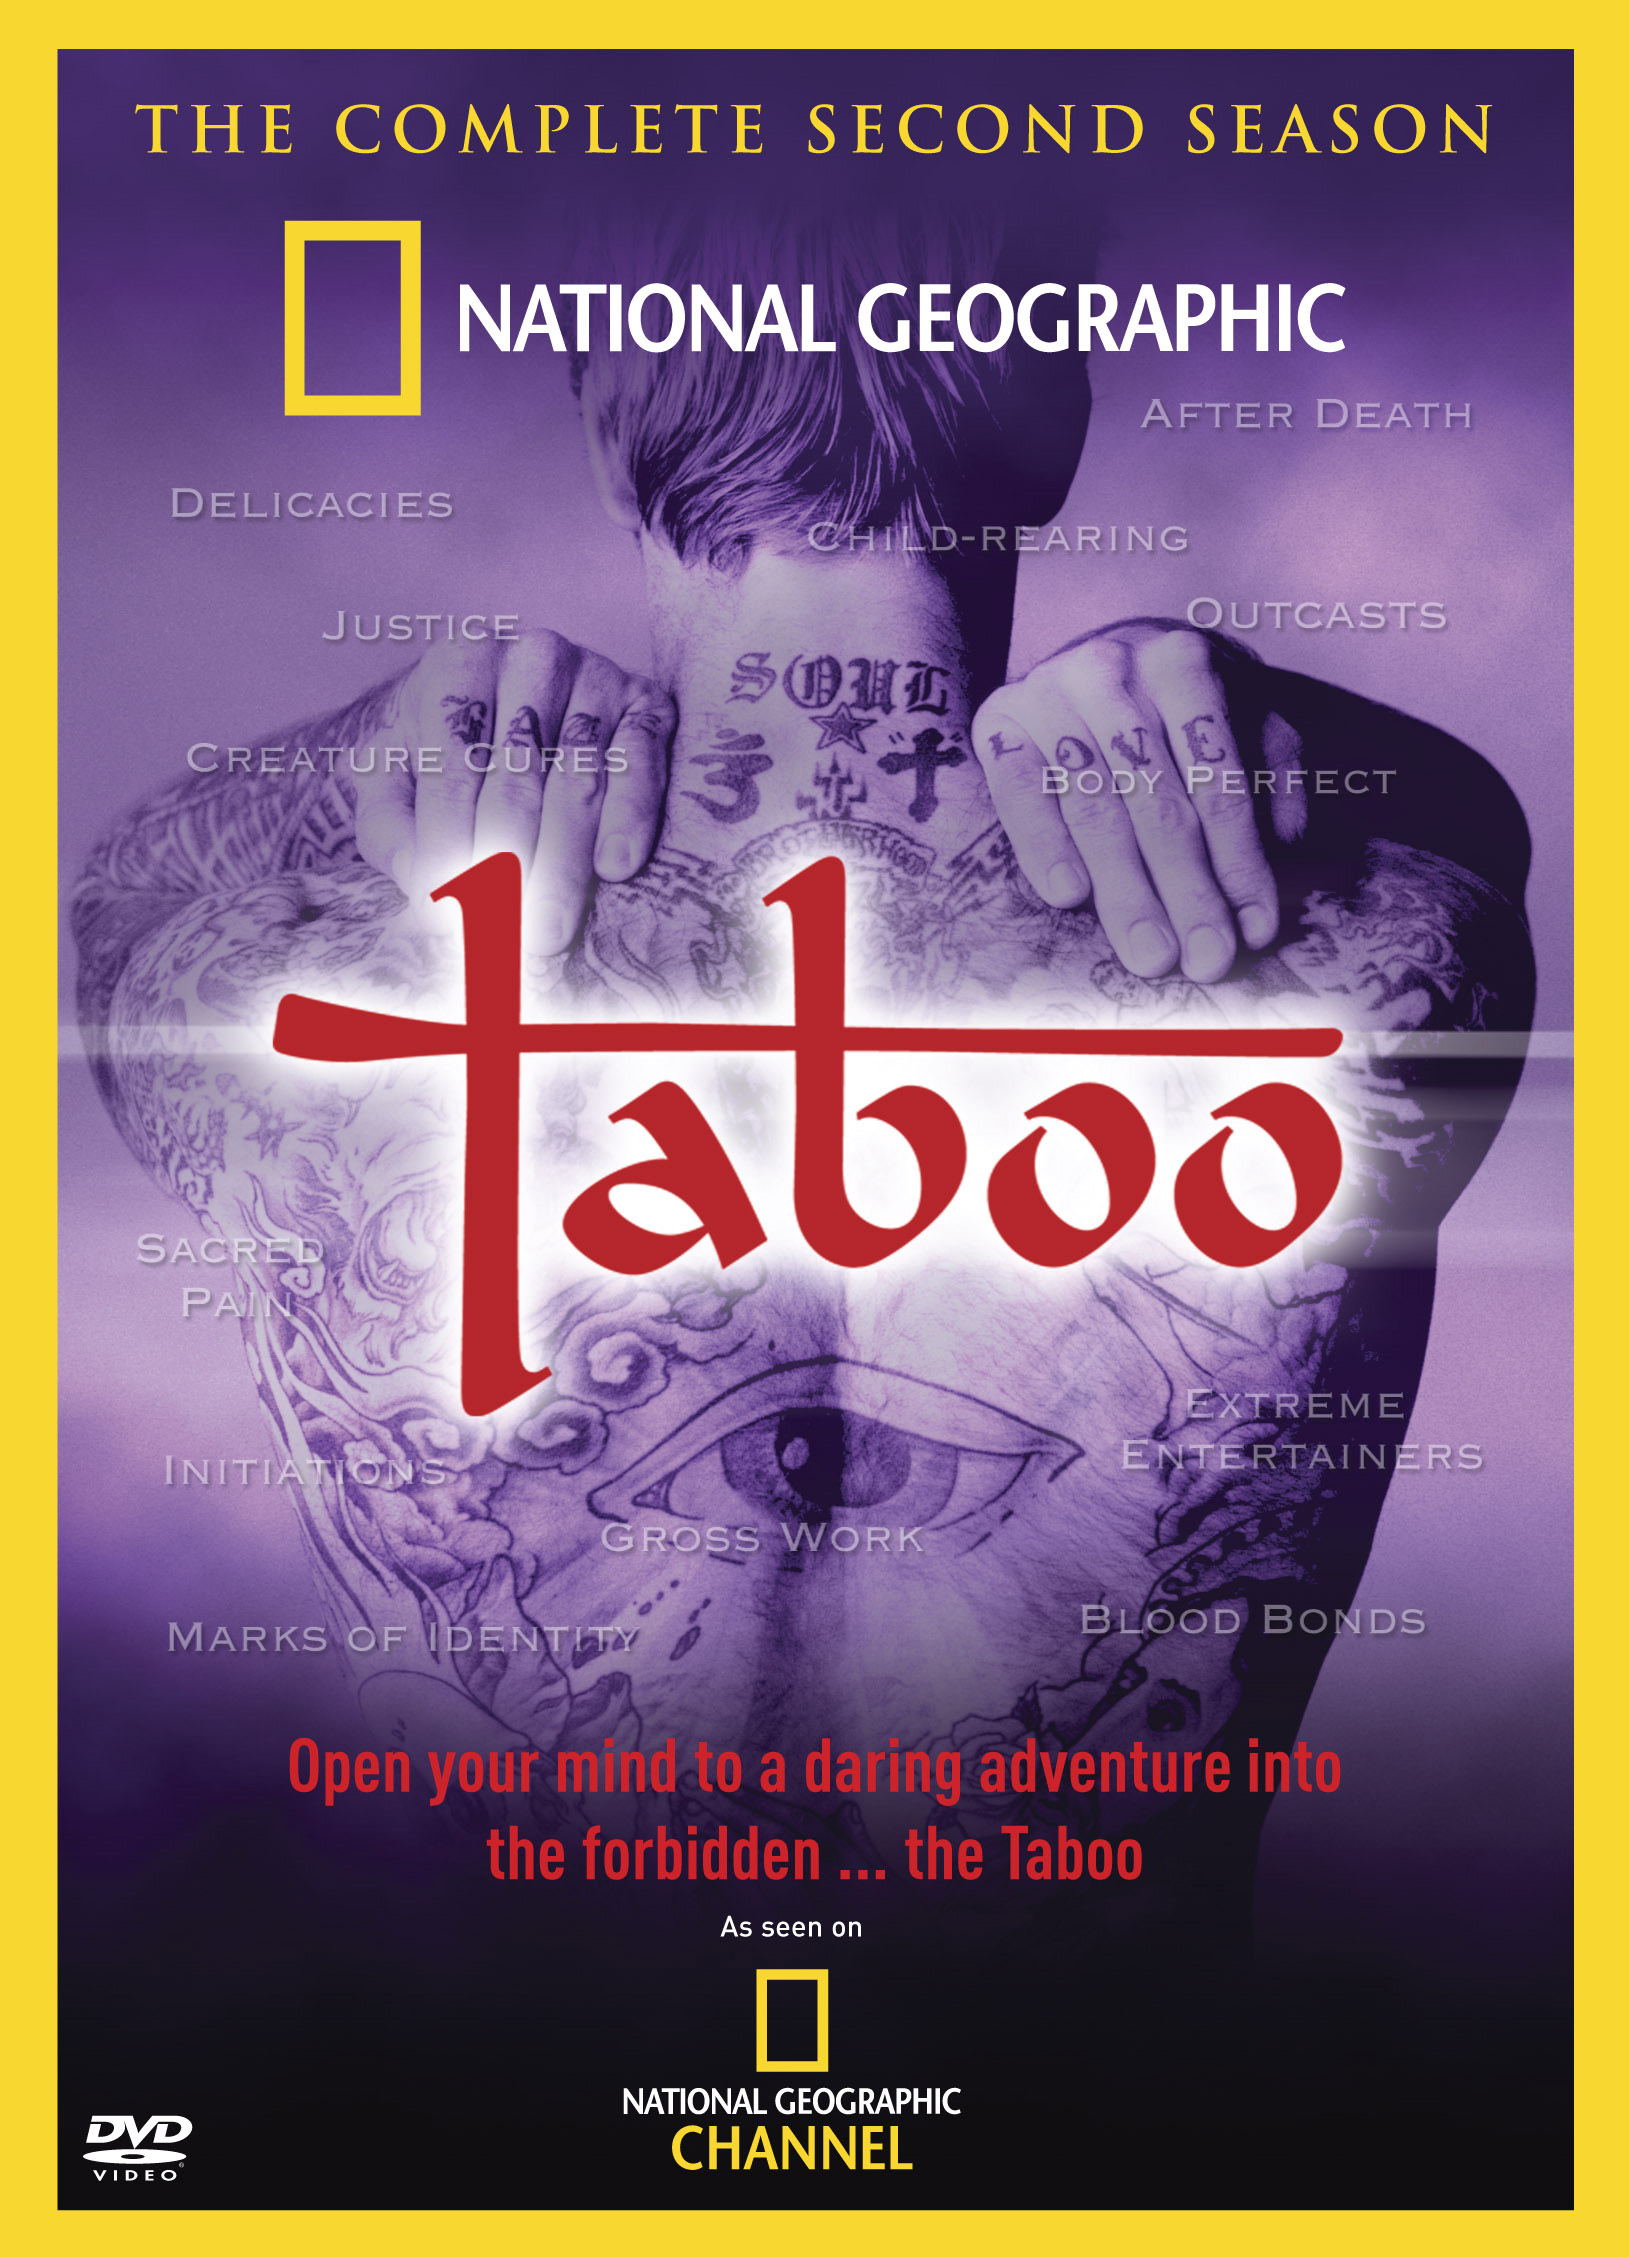 THE COMPLETE SECOND SEASON
NATIONAL GEOGRAPHIC
AFTER DEATH
DELICACIES
CHILD-REARING
OUTCASTS
JUSTICE
SOUL
FATE
LOVE
CREATURE CURES
BODY PERFECT
taboo
SACRED
PAIN
EXTREME
ENTERTAINERS
INITIATIONS
GROSS WORK
BLOOD BONDS
MARKS OF IDENTITY
Open your mind to a daring adventure into
the forbidden ... the Taboo
As seen on
NATIONAL GEOGRAPHIC
CHANNEL
DVD
VIDEO